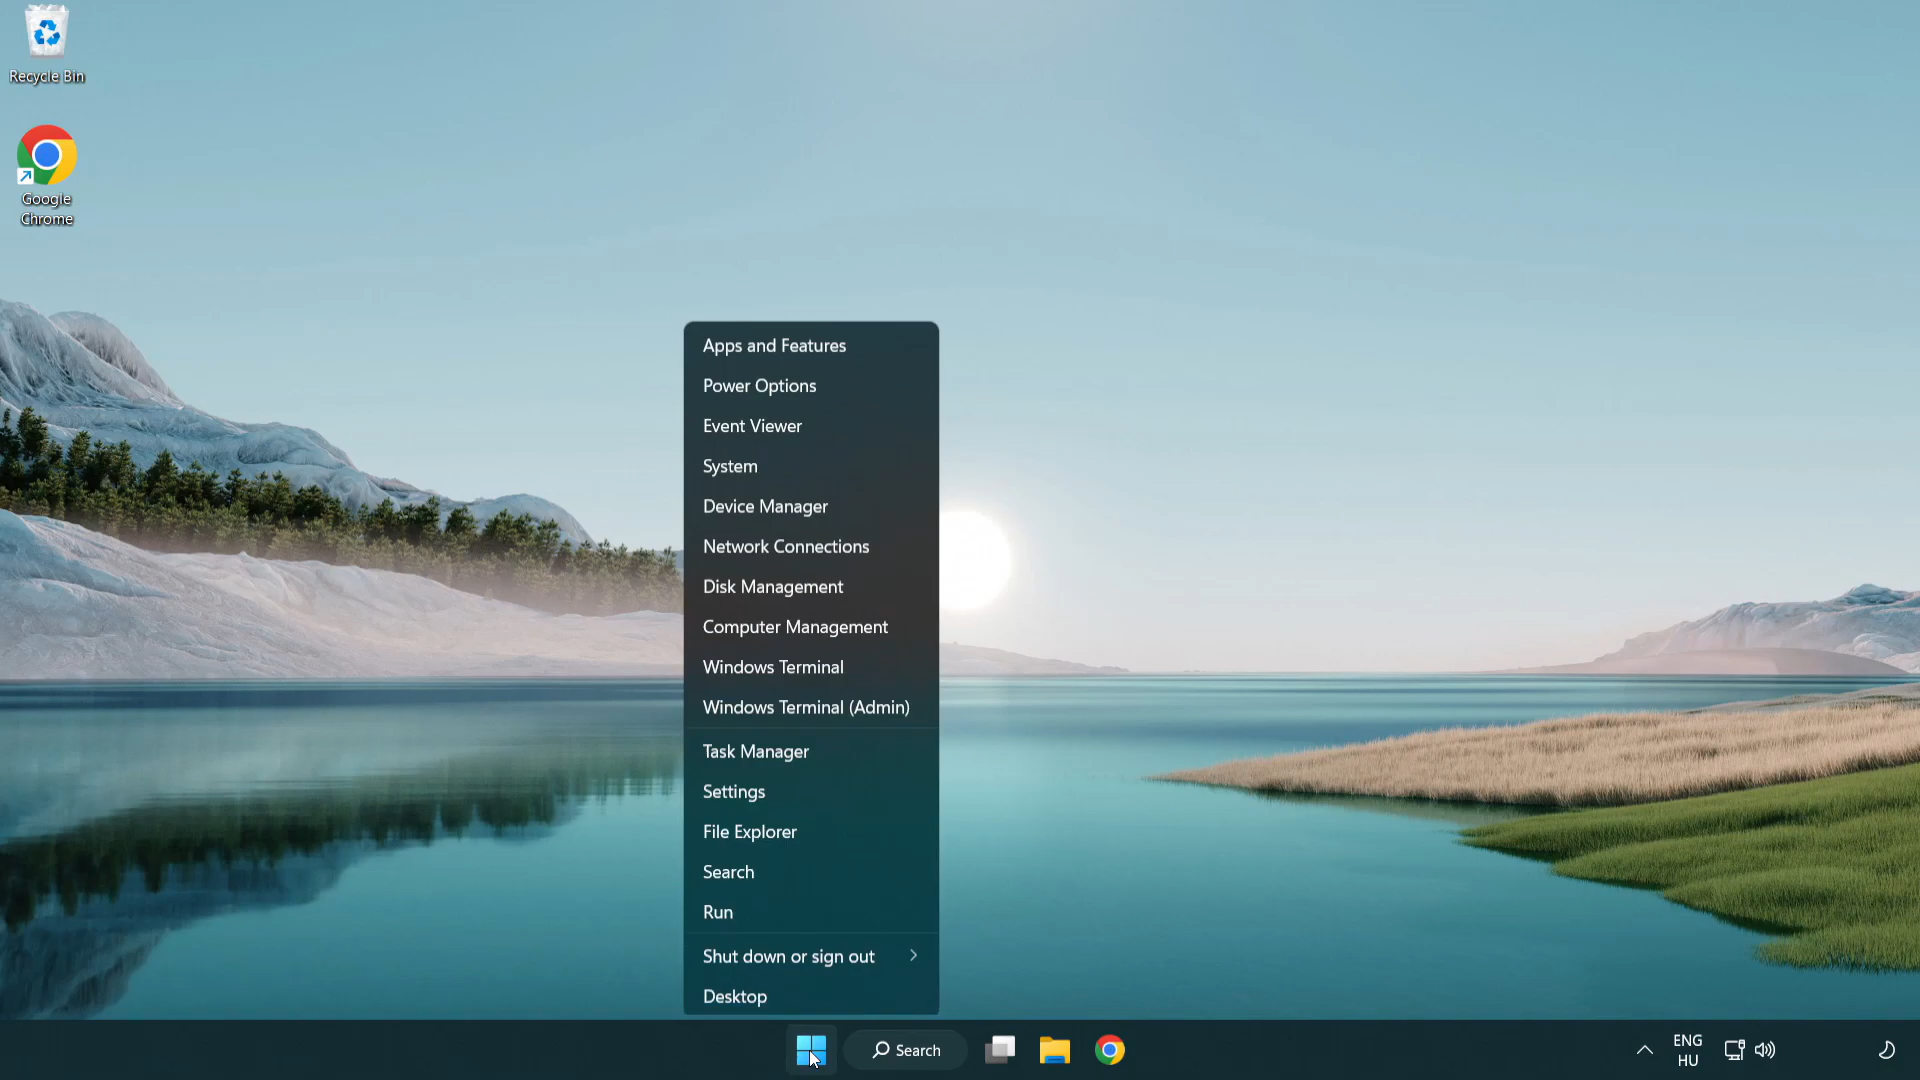 Recycle Bin
Google
Chrome
Apps and Features
Power Options
Event Viewer
System
Device Manager
Network Connections
Disk Management
Computer Management
Windows Terminal
Windows Terminal (Admin)
Task Manager
Settings
File Explorer
Search
Run
Shut down or sign out
Desktop
Search
ENG
HU